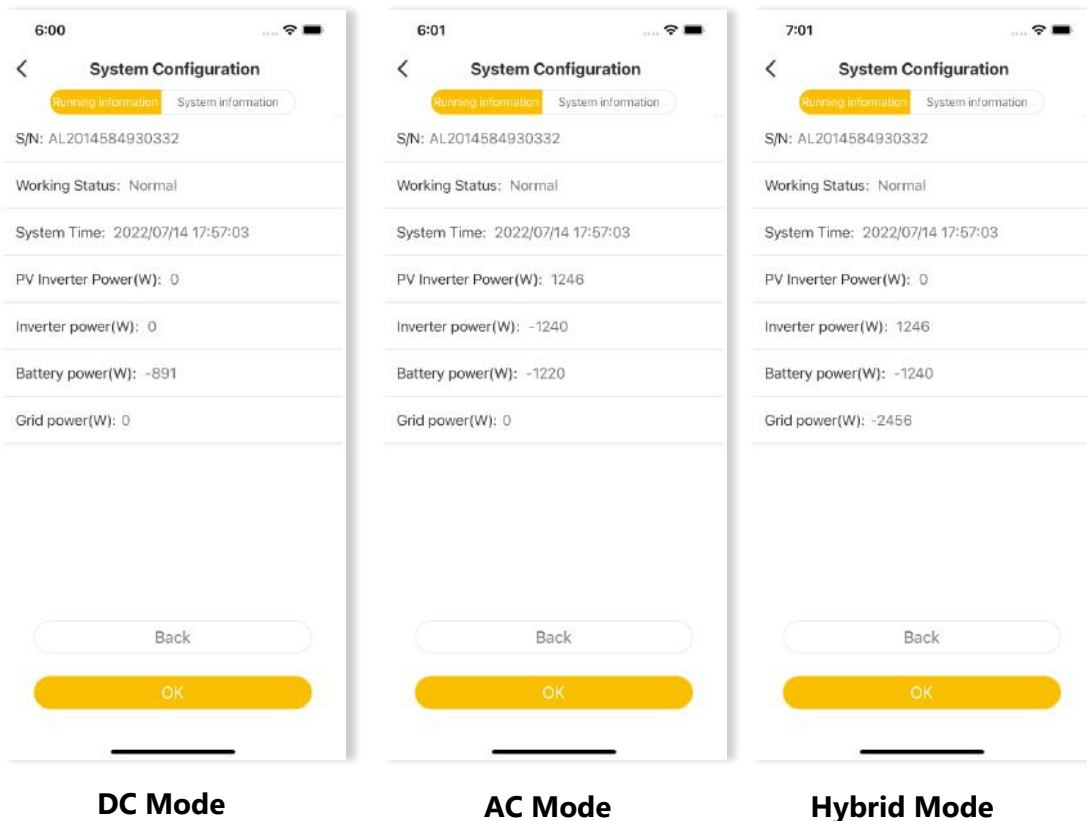 6:00
System Configuration
Running information System information
S/N: AL2014584930332
Working Status: Normal
System Time: 2022/07/14 17:57:03
PV Inverter Power(W): 0
Inverter power(W): 0
Battery power(W): -891
Grid power(W): 0
Back
OK
DC Mode
6:01
System Configuration
Running information System information
S/N: AL2014584930332
Working Status: Normal
System Time: 2022/07/14 17:57:03
PV Inverter Power(W): 1246
Inverter power(W): -1240
Battery power(W): -1220
Grid power(W): 0
Back
OK
AC Mode
7:01
System Configuration
Running information System information
S/N: AL2014584930332
Working Status: Normal
System Time: 2022/07/14 17:57:03
PV Inverter Power(W): 0
Inverter power(W): 1246
Battery power(W): -1240
Grid power(W): -2456
Back
OK
Hybrid Mode